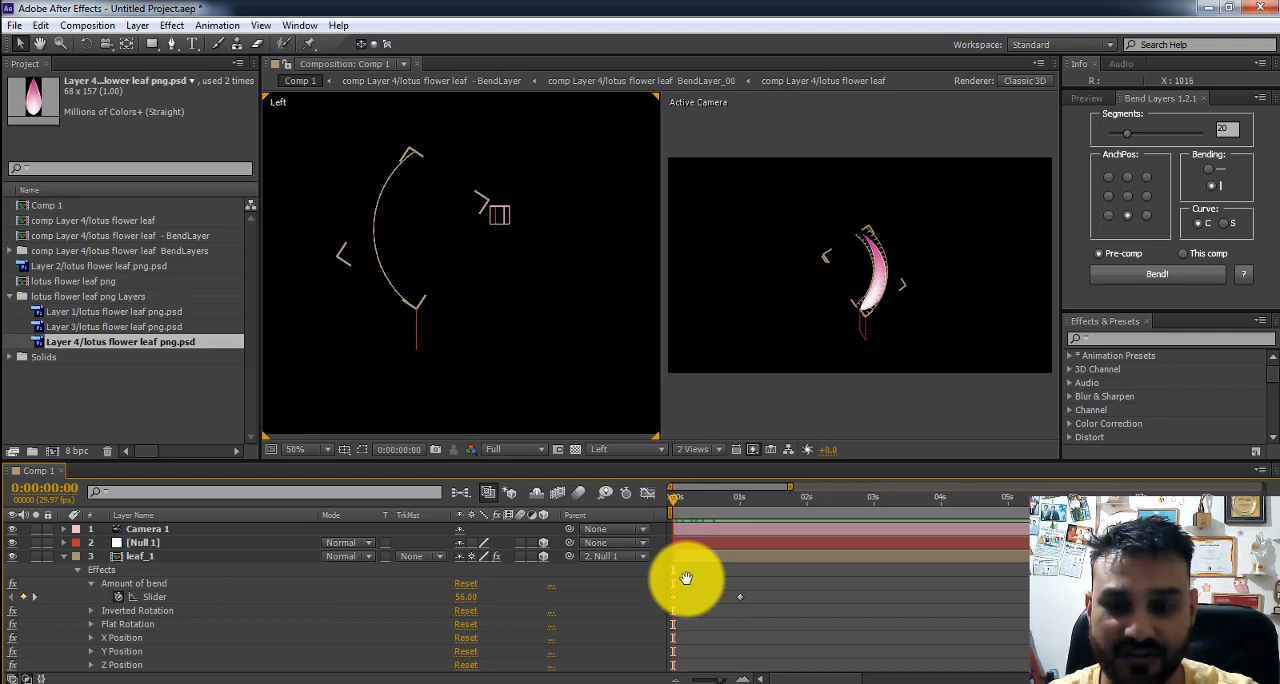 Adobe After Effects - Untitled Project.aep *
File Edit Composition Layer Effect Animation View Window Help
Workspace: Standard Search Help
Project Composition: Comp 1 Info Audio
Layer 4...lower leaf png.psd, used 2 times
68 x 157 (1.00)
Millions of Colors+ (Straight)
Comp 1 comp Layer 4/lotus flower leaf - BendLayer comp Layer 4/lotus flower leaf BendLayer_00 comp Layer 4/lotus flower leaf Renderer: Classic 3D
R : X : 1016
Left Active Camera
Preview Bend Layers 1.2.1
Segments:
20
AnchPos: Bending:
Curve:
C S
Pre-comp This comp
Bend! ?
Name
Comp 1
comp Layer 4/lotus flower leaf
comp Layer 4/lotus flower leaf - BendLayer
comp Layer 4/lotus flower leaf BendLayers
Layer 2/lotus flower leaf png.psd
lotus flower leaf png
lotus flower leaf png Layers
Layer 1/lotus flower leaf png.psd
Layer 3/lotus flower leaf png.psd
Layer 4/lotus flower leaf png.psd
Solids
Effects & Presets
* Animation Presets
3D Channel
Audio
Blur & Sharpen
Channel
Color Correction
Distort
8 bpc 50% 0:00:00:00 Full Left 2 Views +0.0
Comp 1
0:00:00:00
00000 (29.97 fps)
01s 02s 03s 04s 05s
# Layer Name Mode T TrkMat Parent
1 Camera 1 None
2 [Null 1] Normal None
3 leaf_1 Normal None 2. Null 1
Effects
Amount of bend Reset
Slider 56.00
Inverted Rotation Reset
Flat Rotation Reset
X Position Reset
Y Position Reset
Z Position Reset